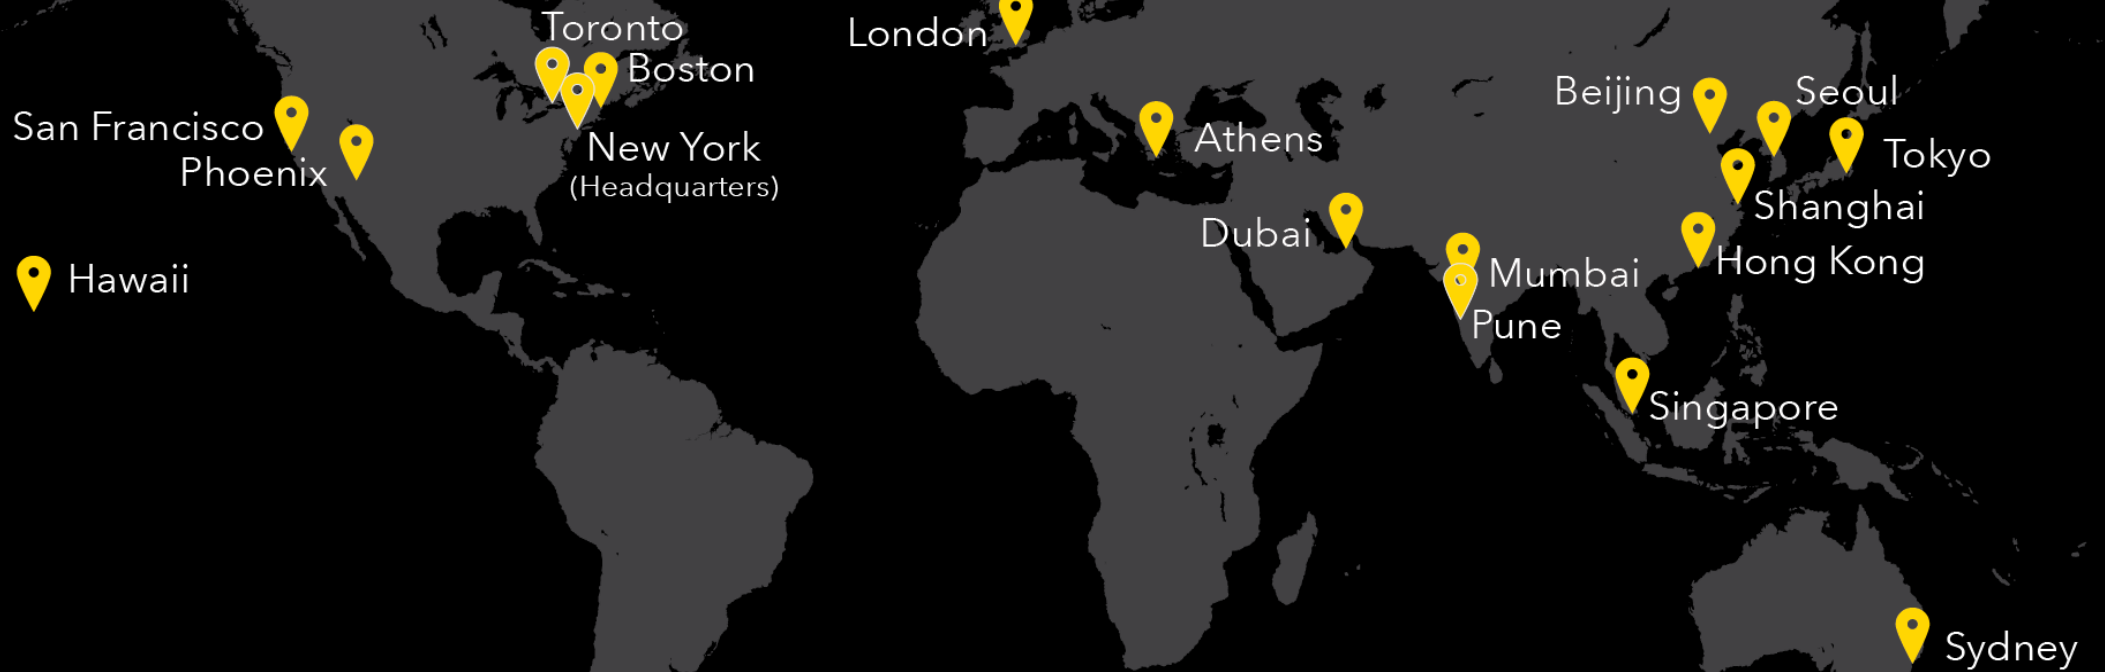 Toronto
London
Boston
Beijing
Seoul
San Francisco
Athens
New York
(Headquarters)
Tokyo
Phoenix
Shanghai
Dubai
Hong Kong
Hawaii
Mumbai
Pune
Singapore
Sydney